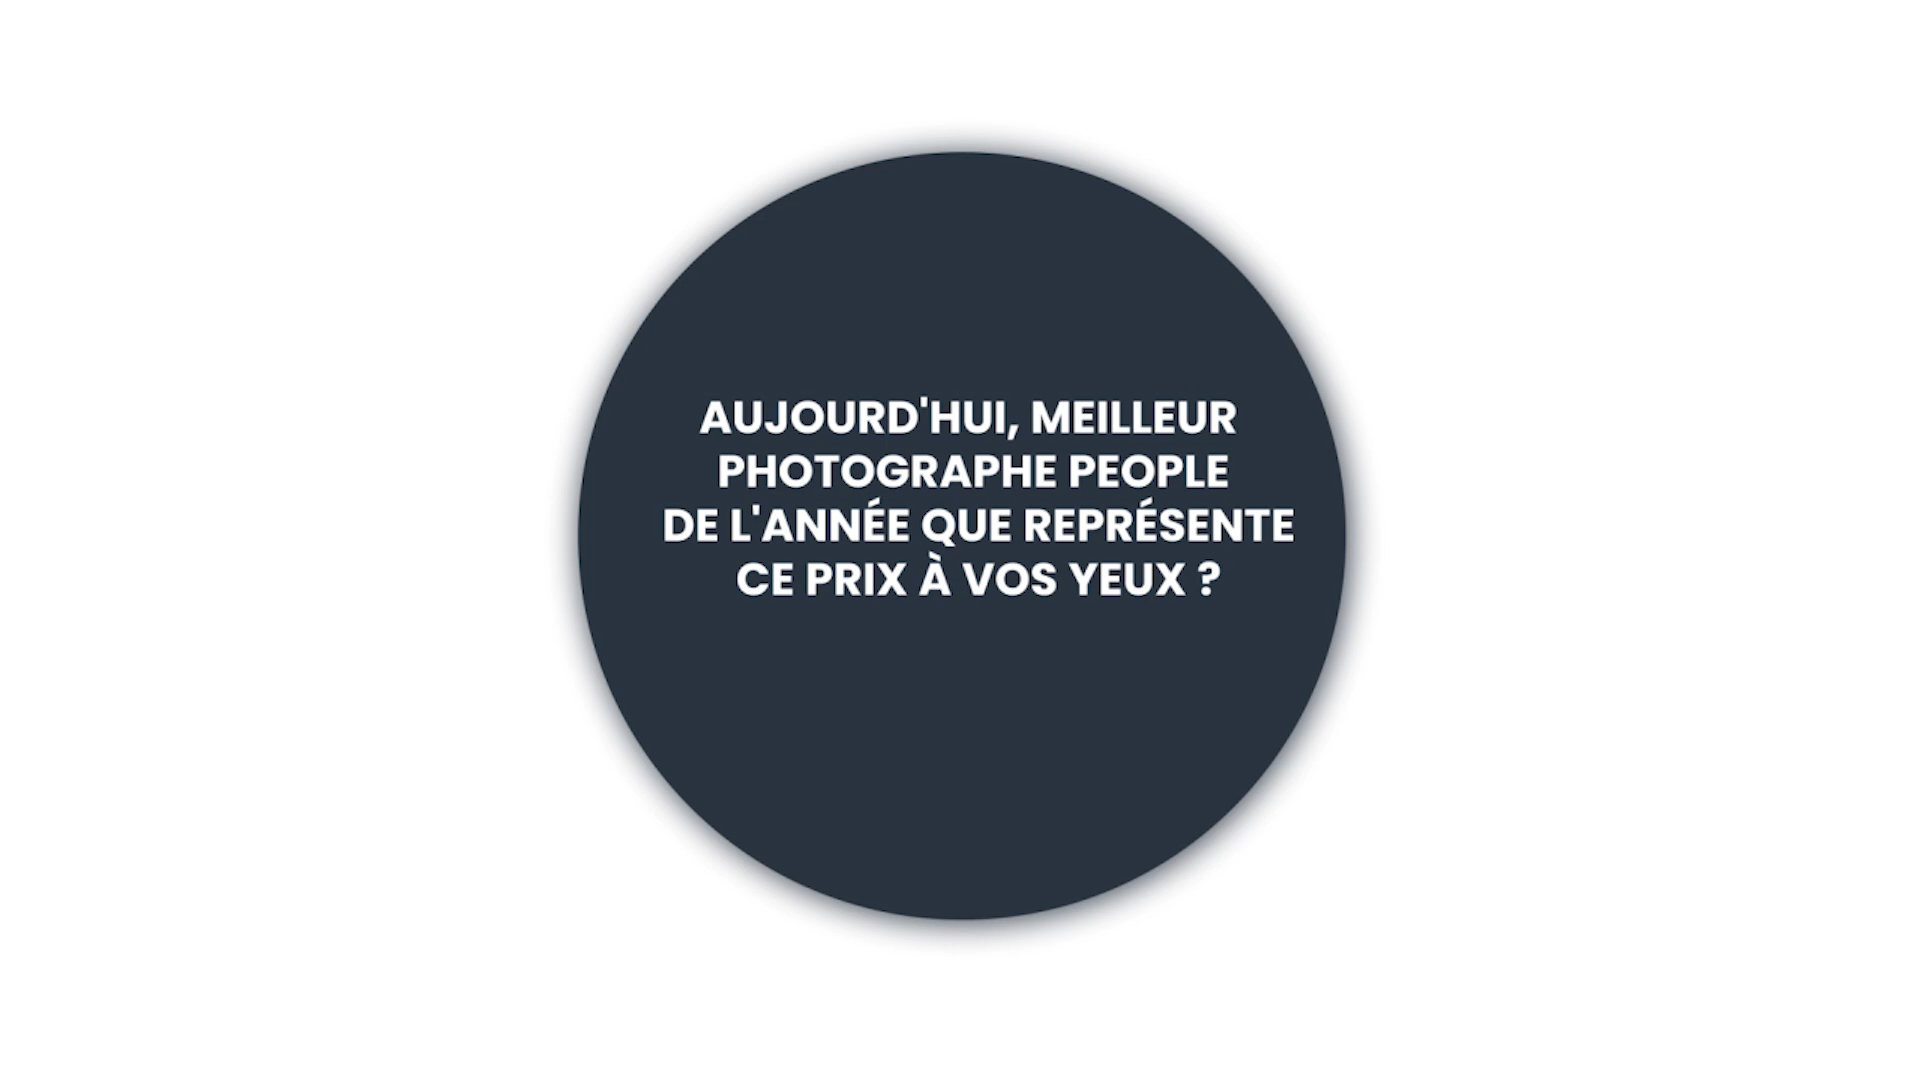 AUJOURD'HUI, MEILLEUR
PHOTOGRAPHE PEOPLE
DE L'ANNÉE QUE REPRÉSENTE
CE PRIX À VOS YEUX ?